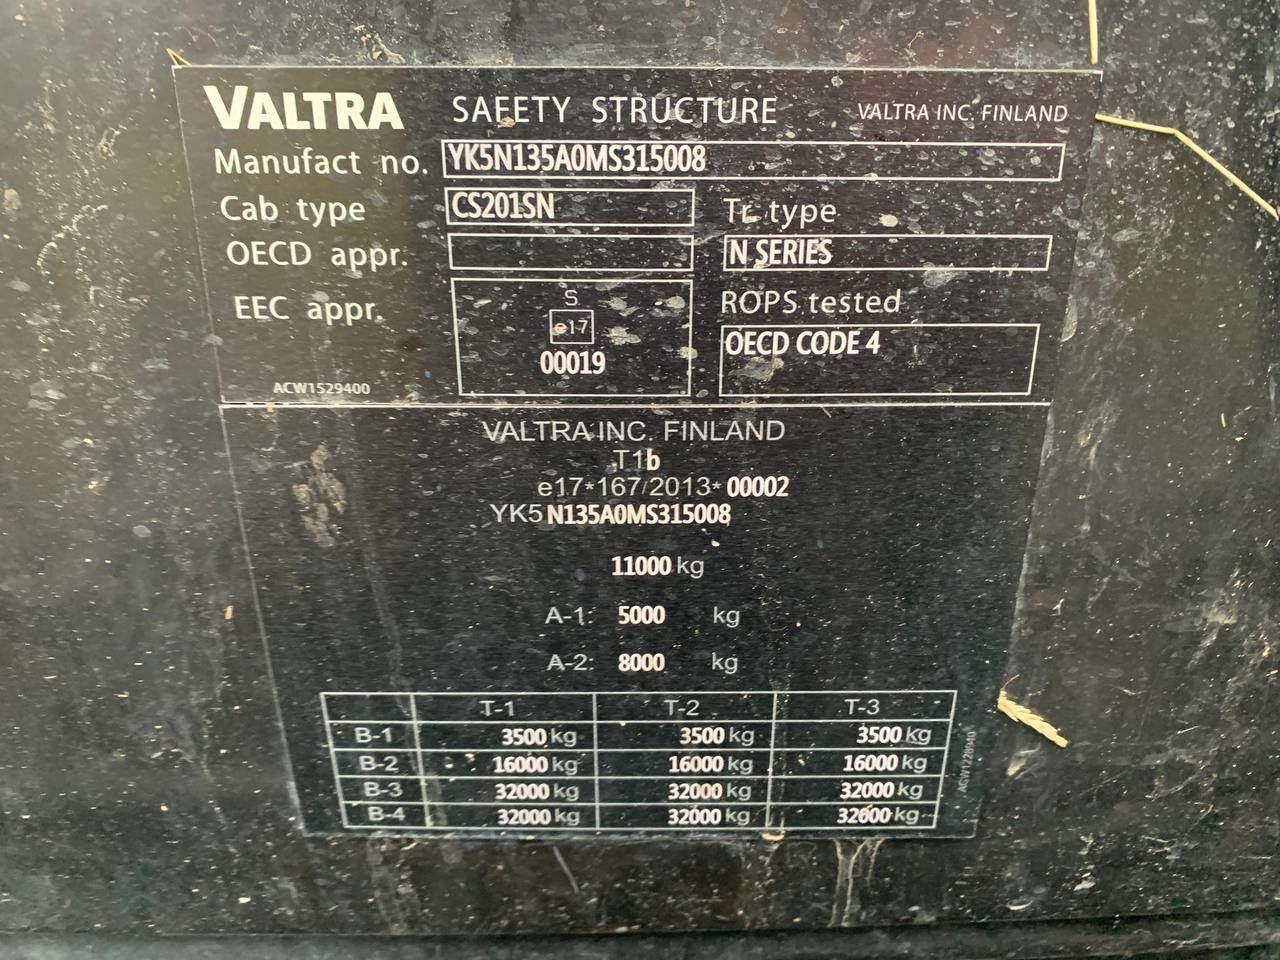 VALTRA SAFETY STRUCTURE VALTRA INC. FINLAND
Manufact no. YK5N135A0MS315008
Cab type CS201SN Tr. type
OECD appr. N SERIES
EEC appr. S ROPS tested
e17 OECD CODE 4
00019
ACW1529400
VALTRA INC. FINLAND
T1b
e17*167/2013*00002
YK5N135A0MS315008
11000 kg
A-1: 5000 kg
A-2: 8000 kg
T-1 T-2 T-3
B-1 3500 kg 3500 kg 3500 kg
B-2 16000 kg 16000 kg 16000 kg
B-3 32000 kg 32000 kg 32000 kg
B-4 32000 kg 32000 kg 32000 kg